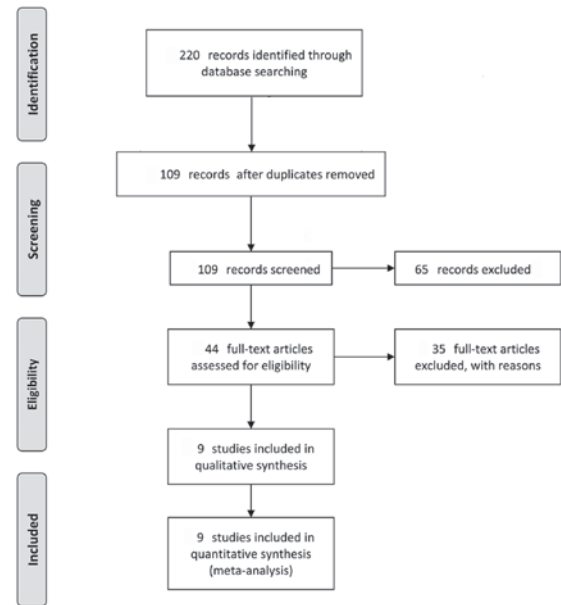 Identification
220 records identified through
database searching
109 records after duplicates removed
Screening
109 records screened
65 records excluded
Eligibility
44 full-text articles
assessed for eligibility
35 full-text articles
excluded, with reasons
9 studies included in
qualitative synthesis
Included
9 studies included in
quantitative synthesis
(meta-analysis)